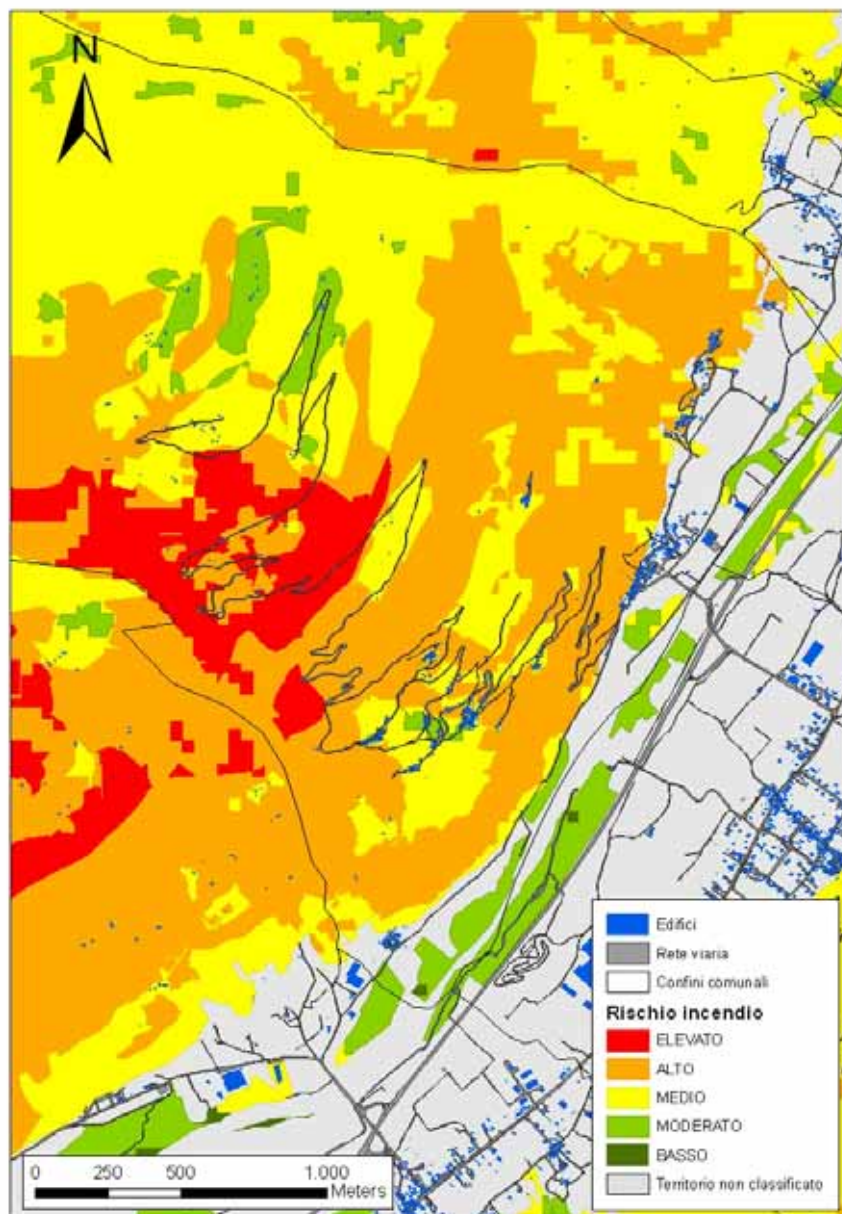 N
Edifici
Rete viaria
Confini comunali
Rischio incendio
ELEVATO
ALTO
MEDIO
MODERATO
BASSO
Territorio non classificato
0 250 500 1.000
Meters